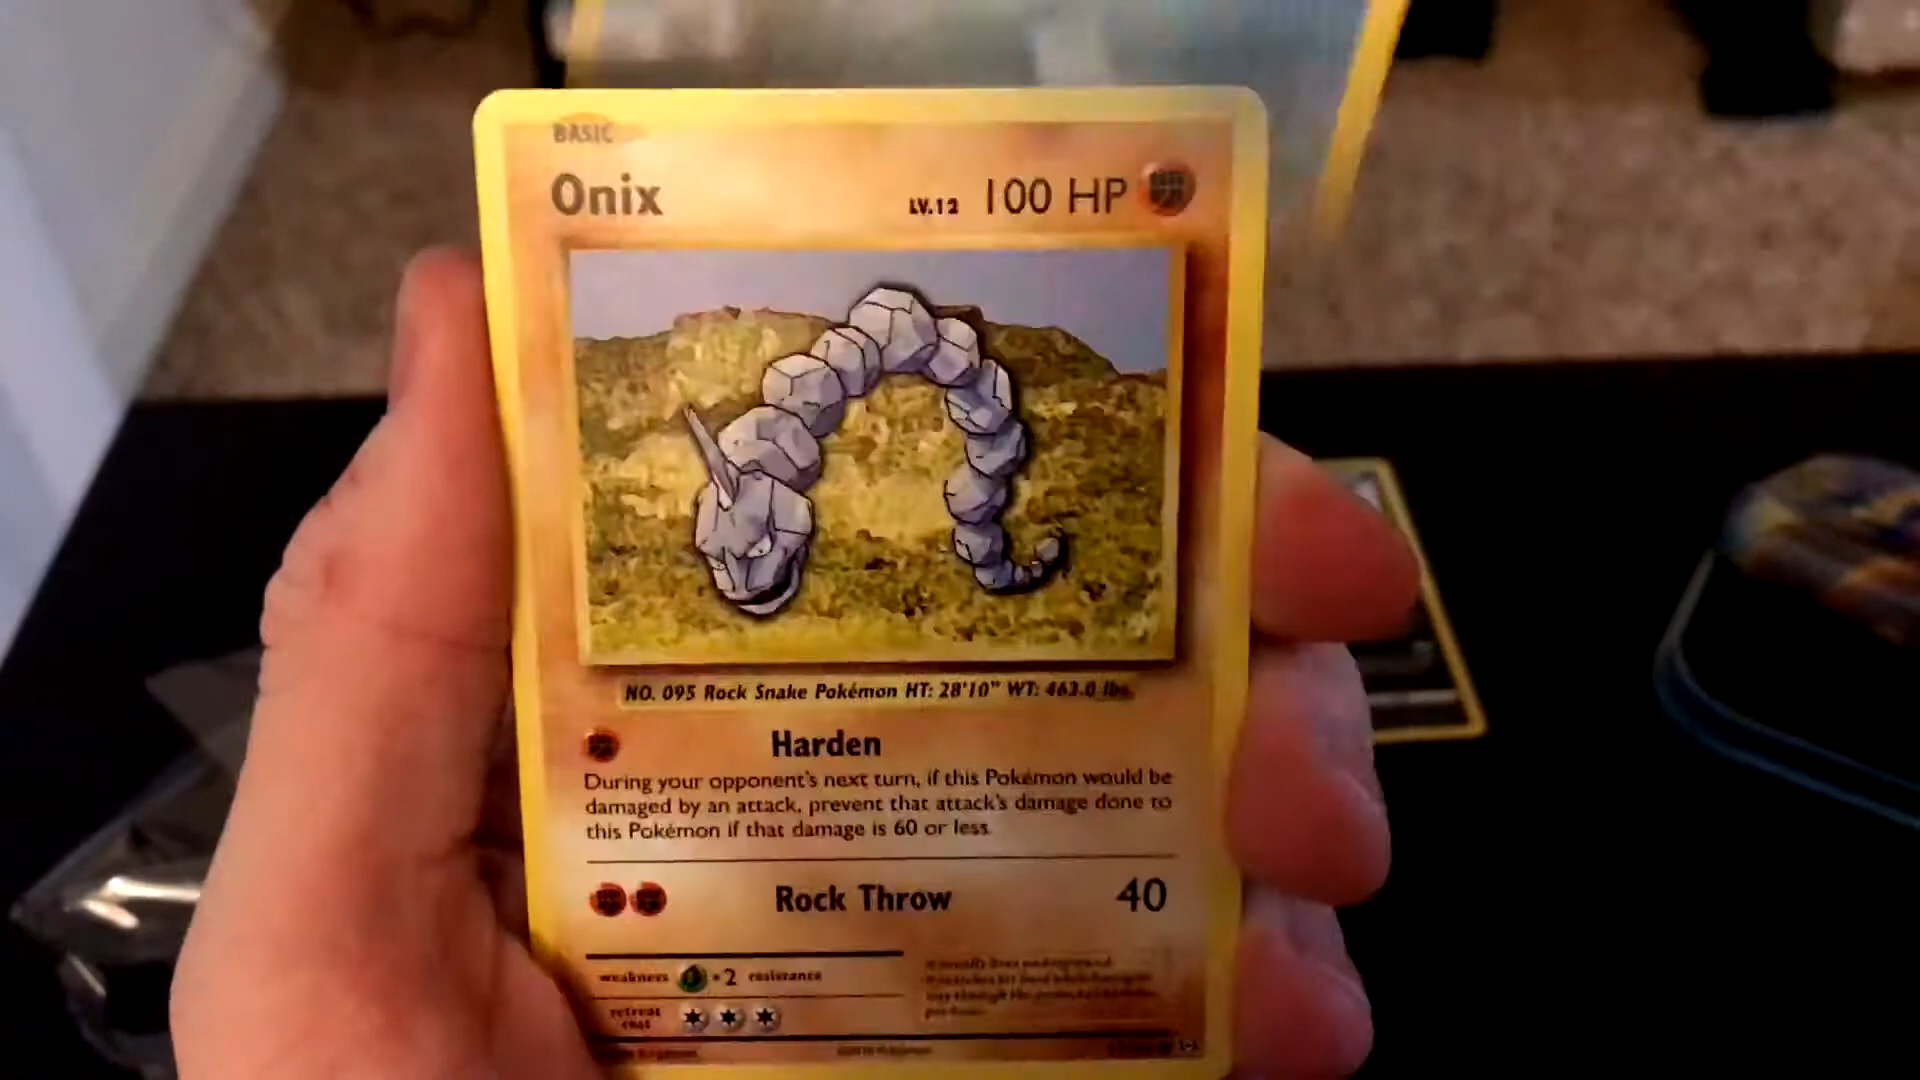 BASIC
Onix LV.12 100 HP
NO. 095 Rock Snake Pokémon HT: 28'10" WT: 463.0 lbs.
Harden
During your opponent's next turn, if this Pokémon would be
damaged by an attack, prevent that attack's damage done to
this Pokémon if that damage is 60 or less.
Rock Throw 40
weakness ×2 resistance
retreat
cost